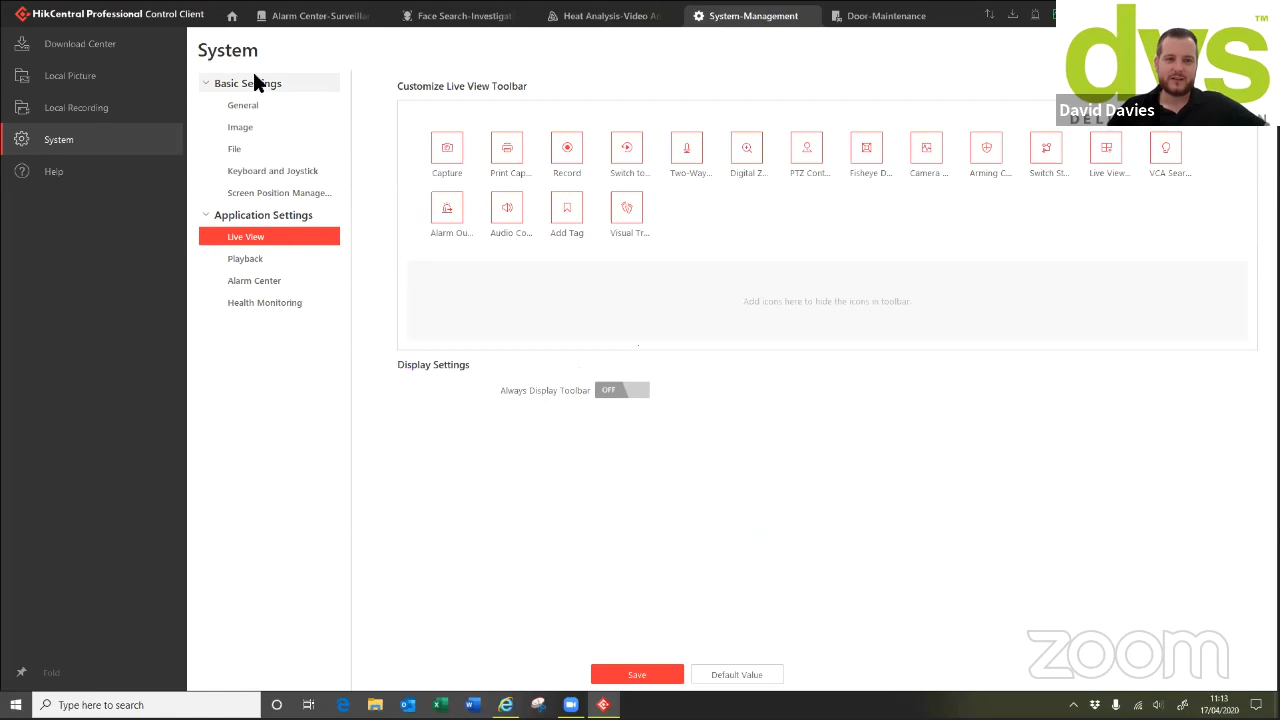 HikCentral Professional Control Client
Alarm Center-Surveillar
Face Search-Investiga
Heat Analysis-Video An
System-Management
Door-Maintenance
Download Center
Local Picture
Local Recording
System
Help
Fold
System
Basic Settings
General
Image
File
Keyboard and Joystick
Screen Position Manage...
Application Settings
Live View
Playback
Alarm Center
Health Monitoring
Customize Live View Toolbar
Capture
Print Cap...
Record
Switch to...
Two-Way...
Digital Z...
PTZ Cont...
Fisheye D...
Camera ...
Arming C...
Switch St...
Live View...
VCA Sear...
Alarm Ou...
Audio Co...
Add Tag
Visual Tr...
Add icons here to hide the icons in toolbar.
Display Settings
Always Display Toolbar
OFF
Save
Default Value
dvs
TM
David Davies
zoom
Type here to search
11:13
17/04/2020